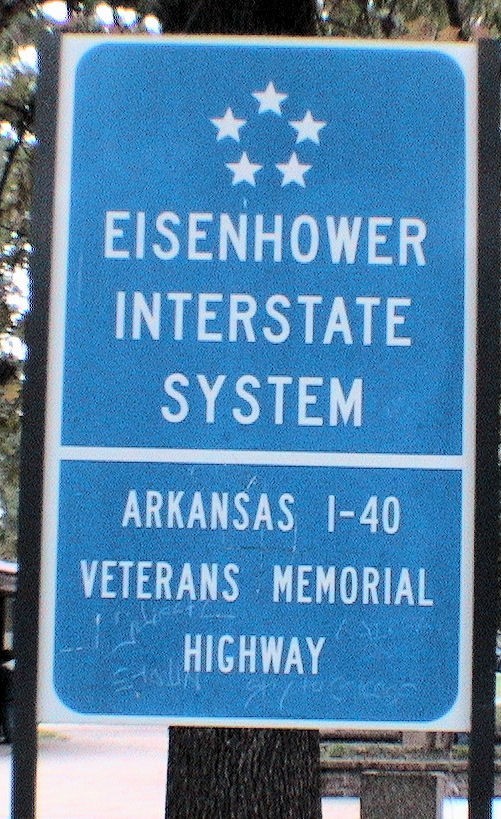 EISENHOWER
INTERSTATE
SYSTEM
ARKANSAS I-40
VETERANS MEMORIAL
HIGHWAY